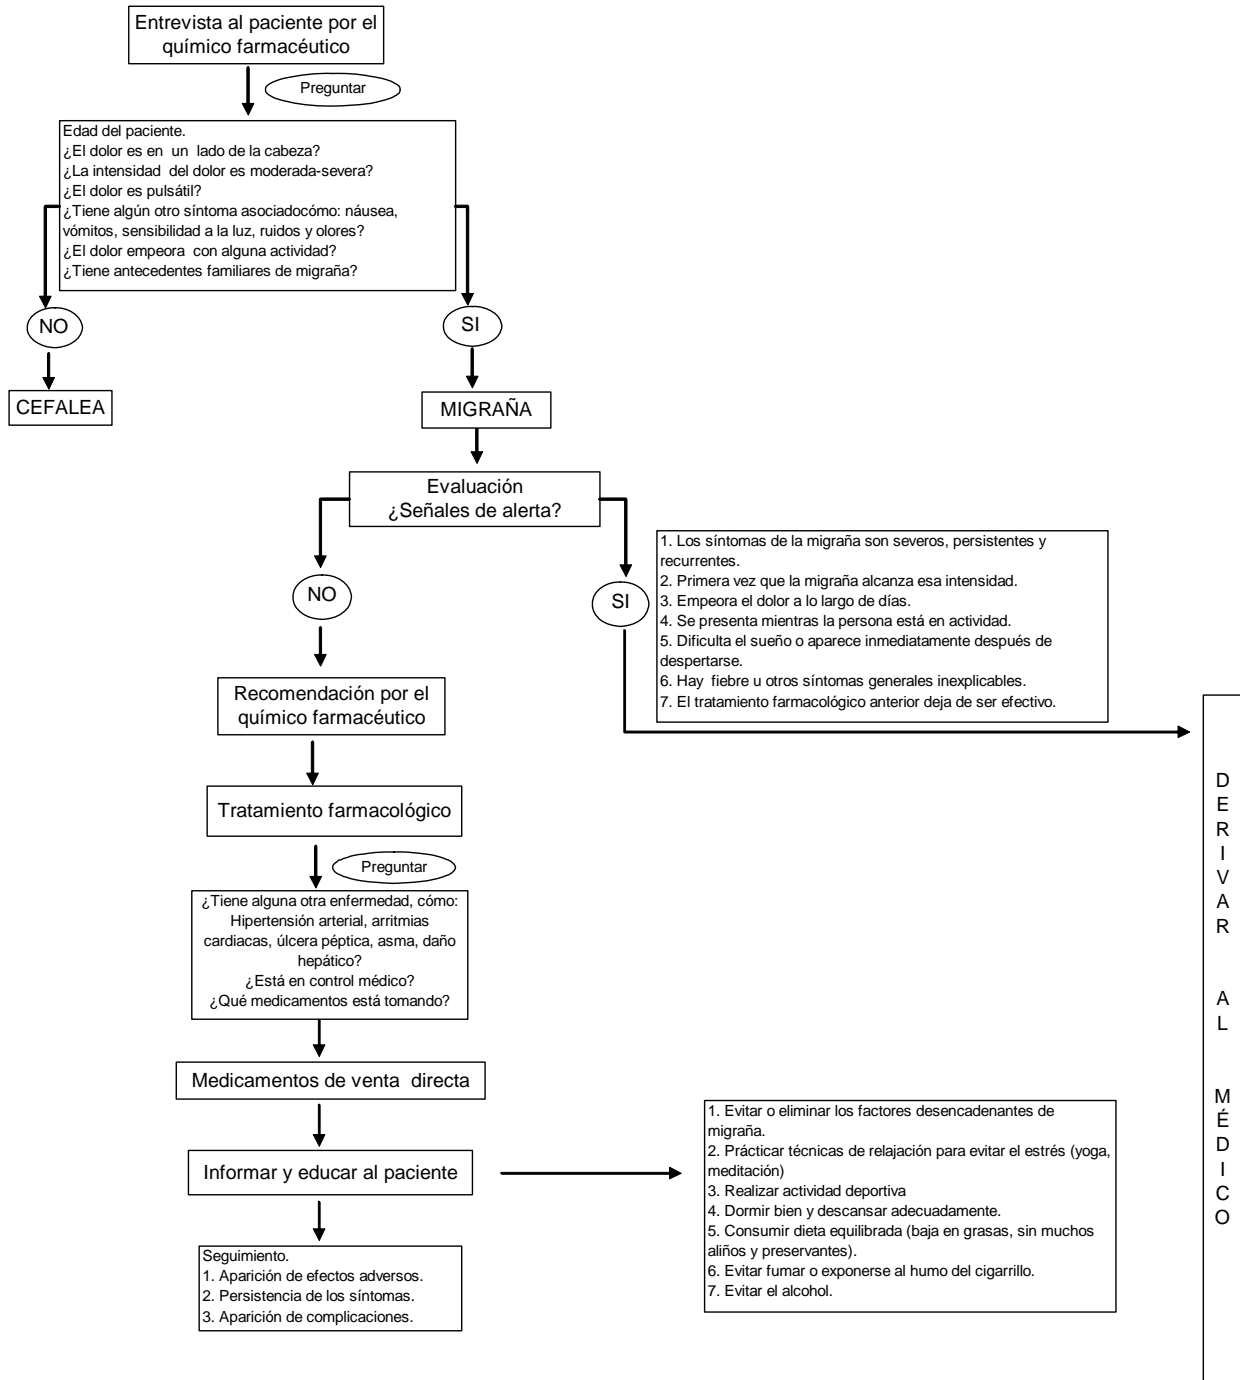 Entrevista al paciente por el
químico farmacéutico
Preguntar
Edad del paciente.
¿El dolor es en un lado de la cabeza?
¿La intensidad del dolor es moderada-severa?
¿El dolor es pulsátil?
¿Tiene algún otro síntoma asociadocómo: náusea,
vómitos, sensibilidad a la luz, ruidos y olores?
¿El dolor empeora con alguna actividad?
¿Tiene antecedentes familiares de migraña?
NO
SI
CEFALEA
MIGRAÑA
Evaluación
¿Señales de alerta?
NO
SI
1. Los síntomas de la migraña son severos, persistentes y
recurrentes.
2. Primera vez que la migraña alcanza esa intensidad.
3. Empeora el dolor a lo largo de días.
4. Se presenta mientras la persona está en actividad.
5. Dificulta el sueño o aparece inmediatamente después de
despertarse.
6. Hay fiebre u otros síntomas generales inexplicables.
7. El tratamiento farmacológico anterior deja de ser efectivo.
Recomendación por el
químico farmacéutico
Tratamiento farmacológico
Preguntar
¿Tiene alguna otra enfermedad, cómo:
Hipertensión arterial, arritmias
cardiacas, úlcera péptica, asma, daño
hepático?
¿Está en control médico?
¿Qué medicamentos está tomando?
Medicamentos de venta directa
Informar y educar al paciente
1. Evitar o eliminar los factores desencadenantes de
migraña.
2. Prácticar técnicas de relajación para evitar el estrés (yoga,
meditación)
3. Realizar actividad deportiva
4. Dormir bien y descansar adecuadamente.
5. Consumir dieta equilibrada (baja en grasas, sin muchos
aliños y preservantes).
6. Evitar fumar o exponerse al humo del cigarrillo.
7. Evitar el alcohol.
Seguimiento.
1. Aparición de efectos adversos.
2. Persistencia de los síntomas.
3. Aparición de complicaciones.
DERIVAR AL MÉDICO